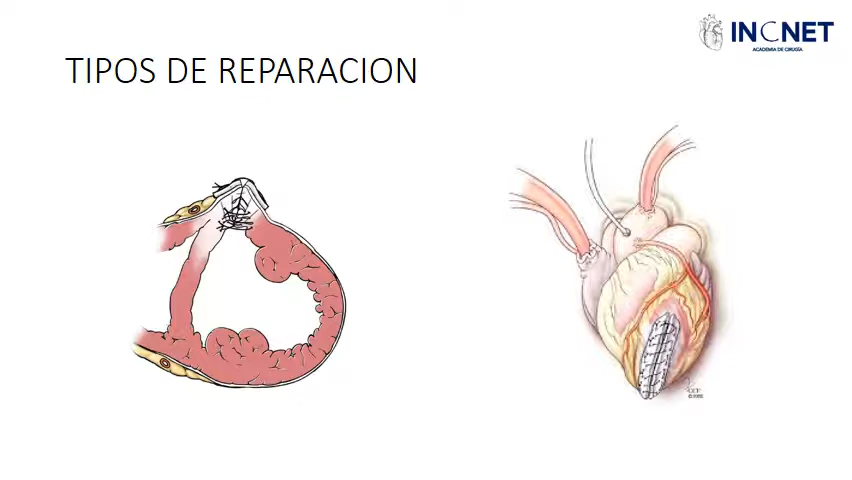 INCNET
ACADEMIA DE CIRUGÍA
TIPOS DE REPARACION